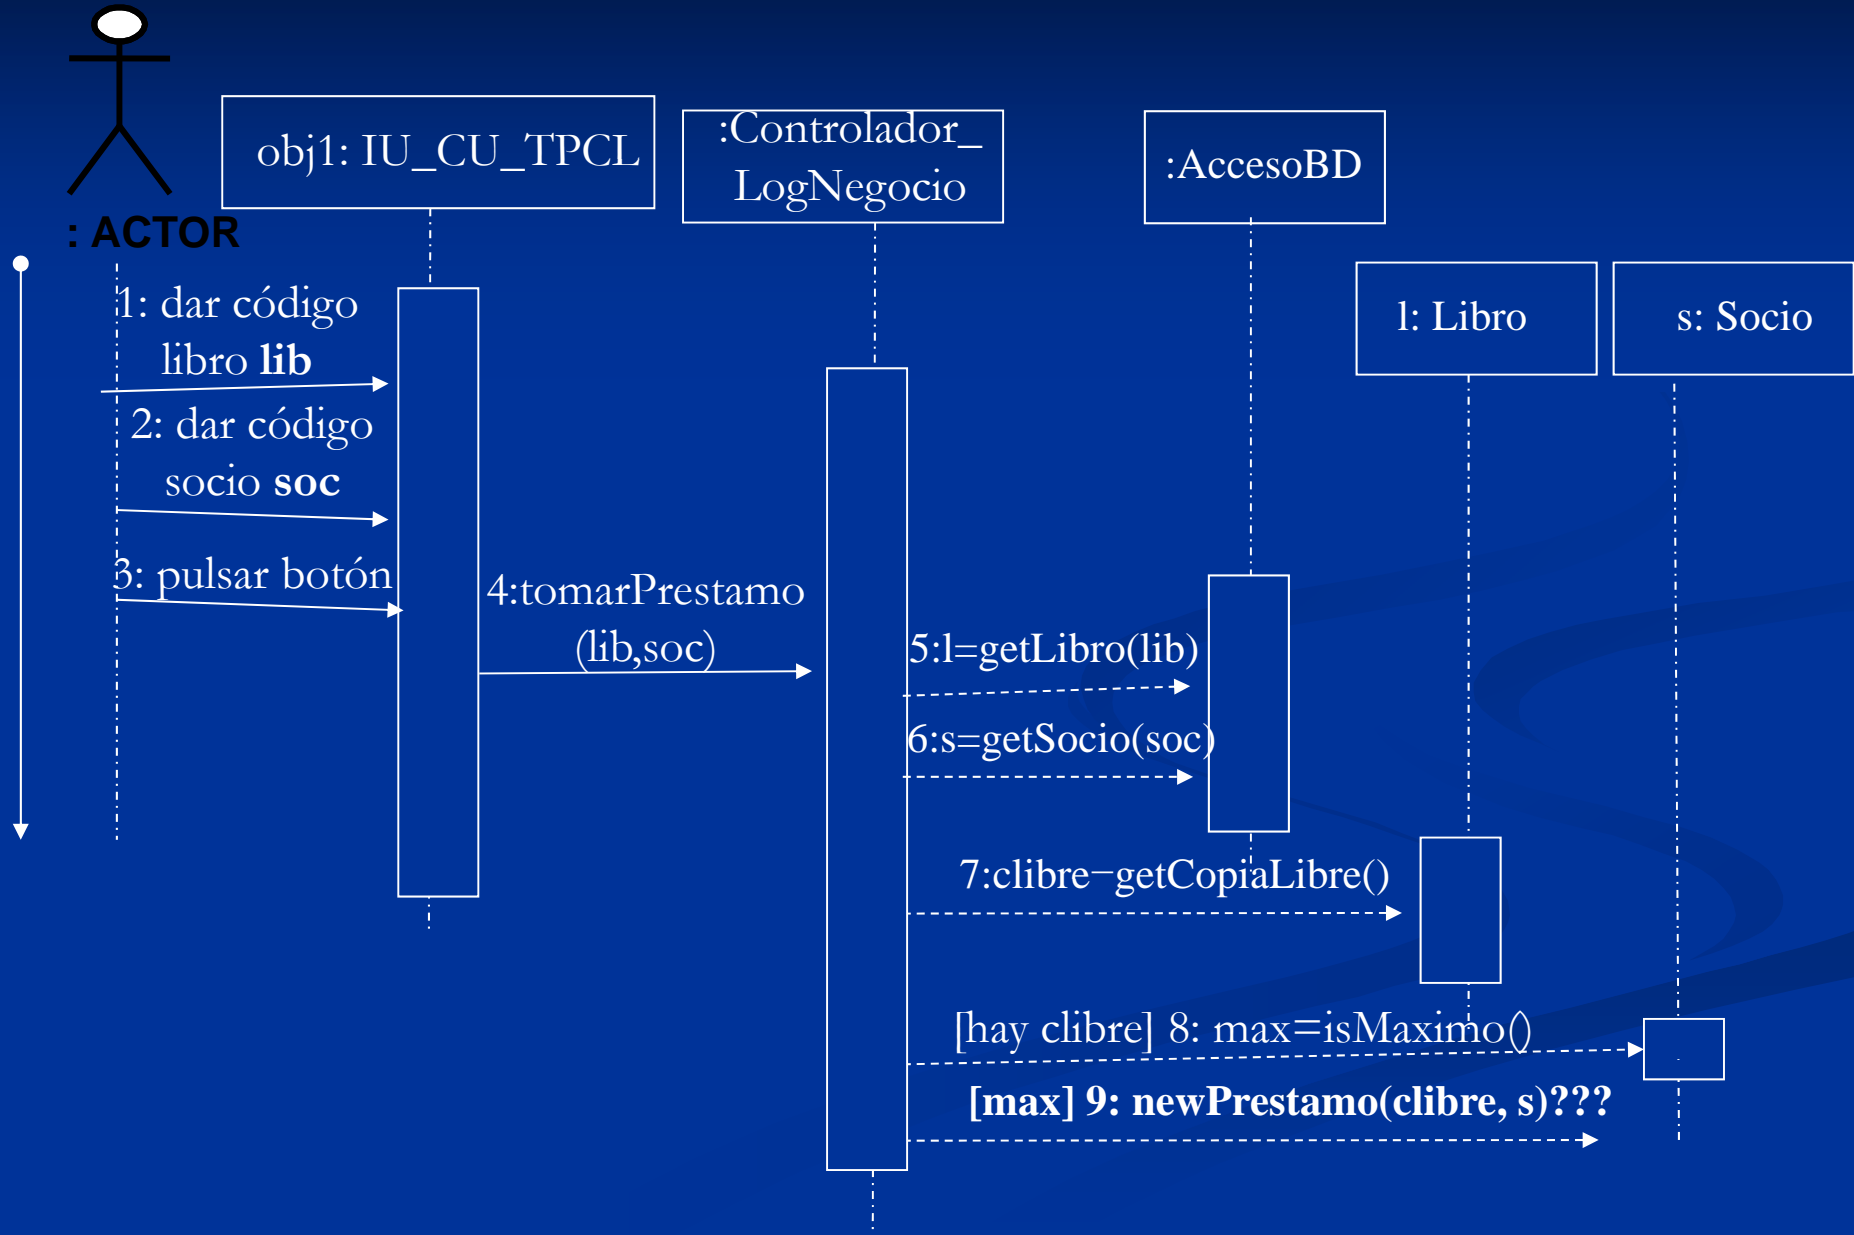 : ACTOR
obj1: IU_CU_TPCL
:Controlador_
LogNegocio
:AccesoBD
l: Libro
s: Socio
1: dar código
libro lib
2: dar código
socio soc
3: pulsar botón
4:tomarPrestamo
(lib,soc)
5:l=getLibro(lib)
6:s=getSocio(soc)
7:clibre−getCopiaLibre()
[hay clibre] 8: max=isMaximo()
[max] 9: newPrestamo(clibre, s)???